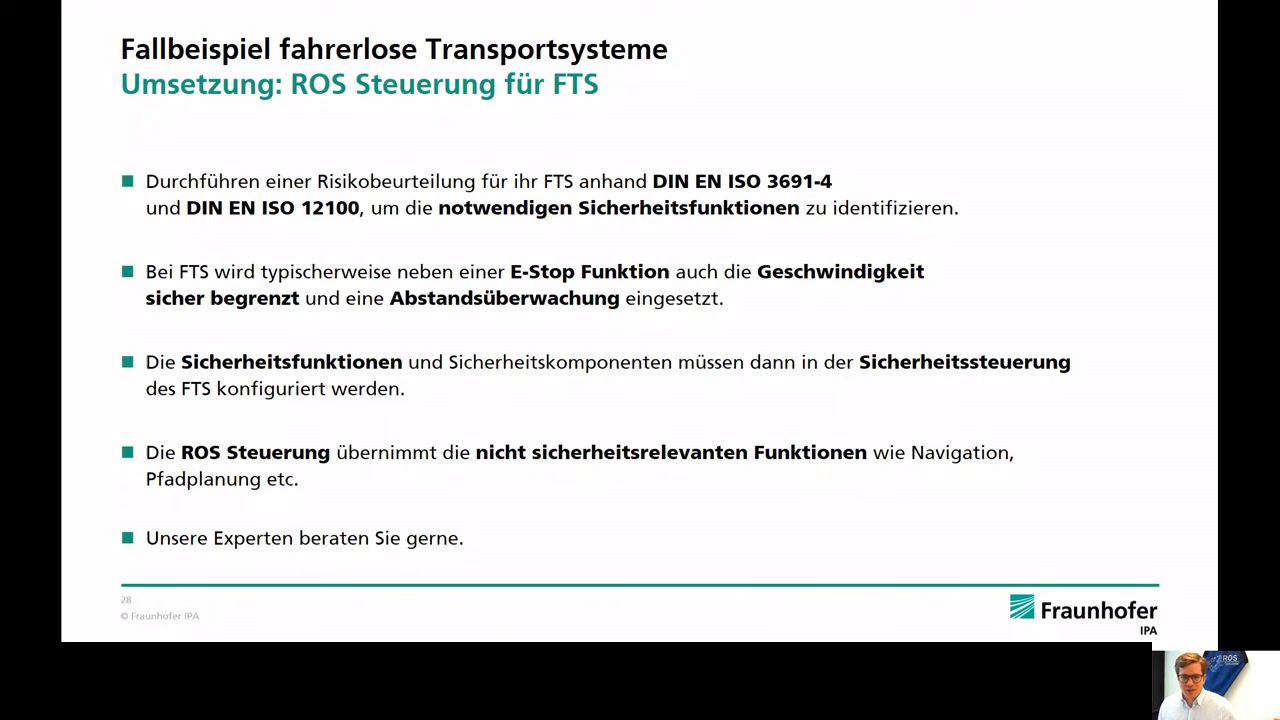 Fallbeispiel fahrerlose Transportsysteme
Umsetzung: ROS Steuerung für FTS
Durchführen einer Risikobeurteilung für ihr FTS anhand DIN EN ISO 3691-4
und DIN EN ISO 12100, um die notwendigen Sicherheitsfunktionen zu identifizieren.
Bei FTS wird typischerweise neben einer E-Stop Funktion auch die Geschwindigkeit
sicher begrenzt und eine Abstandsüberwachung eingesetzt.
Die Sicherheitsfunktionen und Sicherheitskomponenten müssen dann in der Sicherheitssteuerung
des FTS konfiguriert werden.
Die ROS Steuerung übernimmt die nicht sicherheitsrelevanten Funktionen wie Navigation,
Pfadplanung etc.
Unsere Experten beraten Sie gerne.
28
© Fraunhofer IPA
Fraunhofer
IPA
ROS